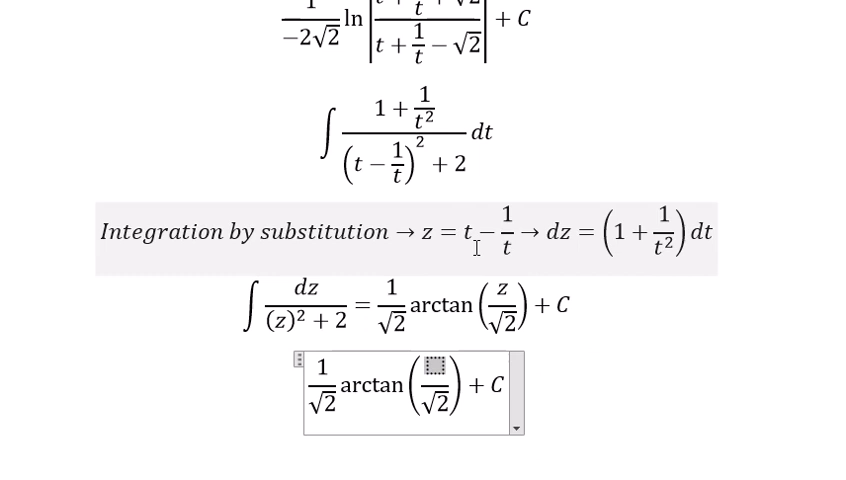 1/(-2√2) ln |(t + 1/t + √2)/(t + 1/t - √2)| + C
∫ (1 + 1/t²)/((t - 1/t)² + 2) dt
Integration by substitution → z = t - 1/t → dz = (1 + 1/t²) dt
∫ dz/((z)² + 2) = 1/√2 arctan(z/√2) + C
1/√2 arctan(⬚/√2) + C